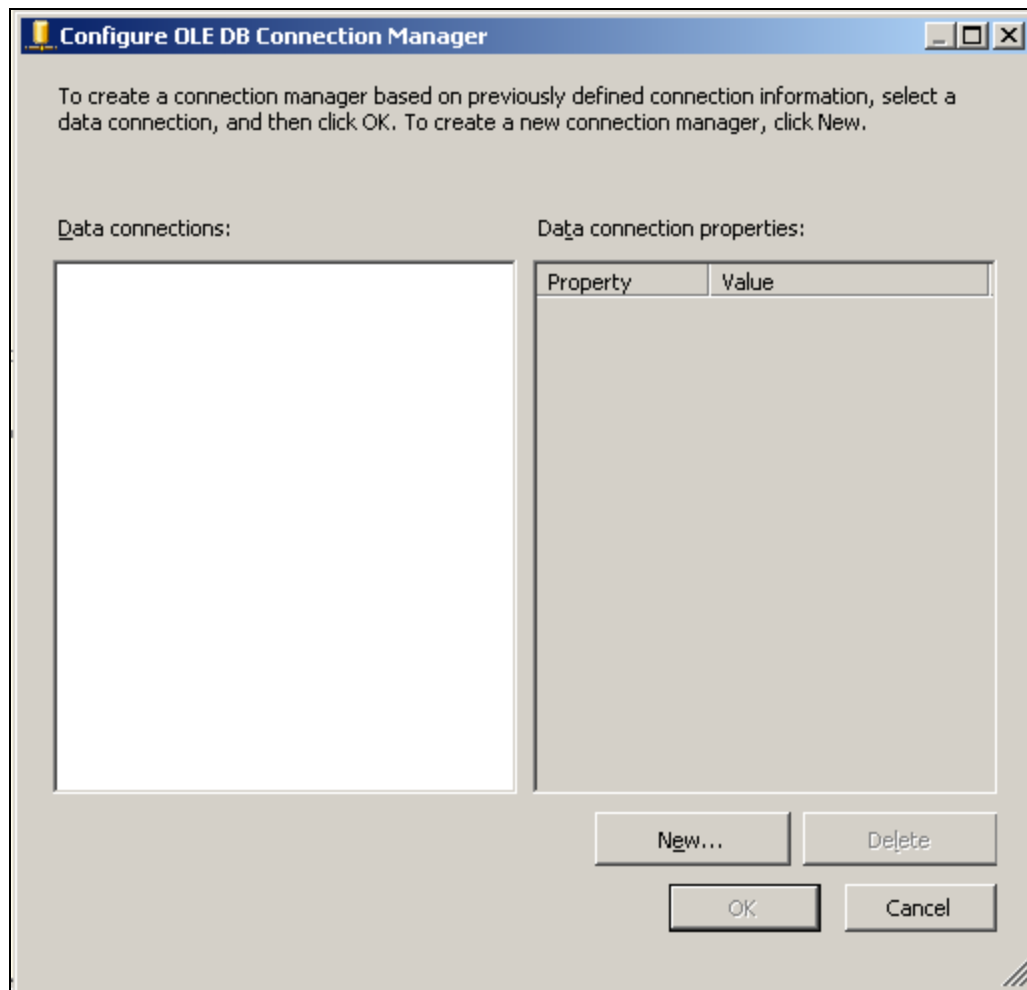 Configure OLE DB Connection Manager
To create a connection manager based on previously defined connection information, select a
data connection, and then click OK. To create a new connection manager, click New.
Data connections:
Data connection properties:
Property
Value
New...
Delete
OK
Cancel